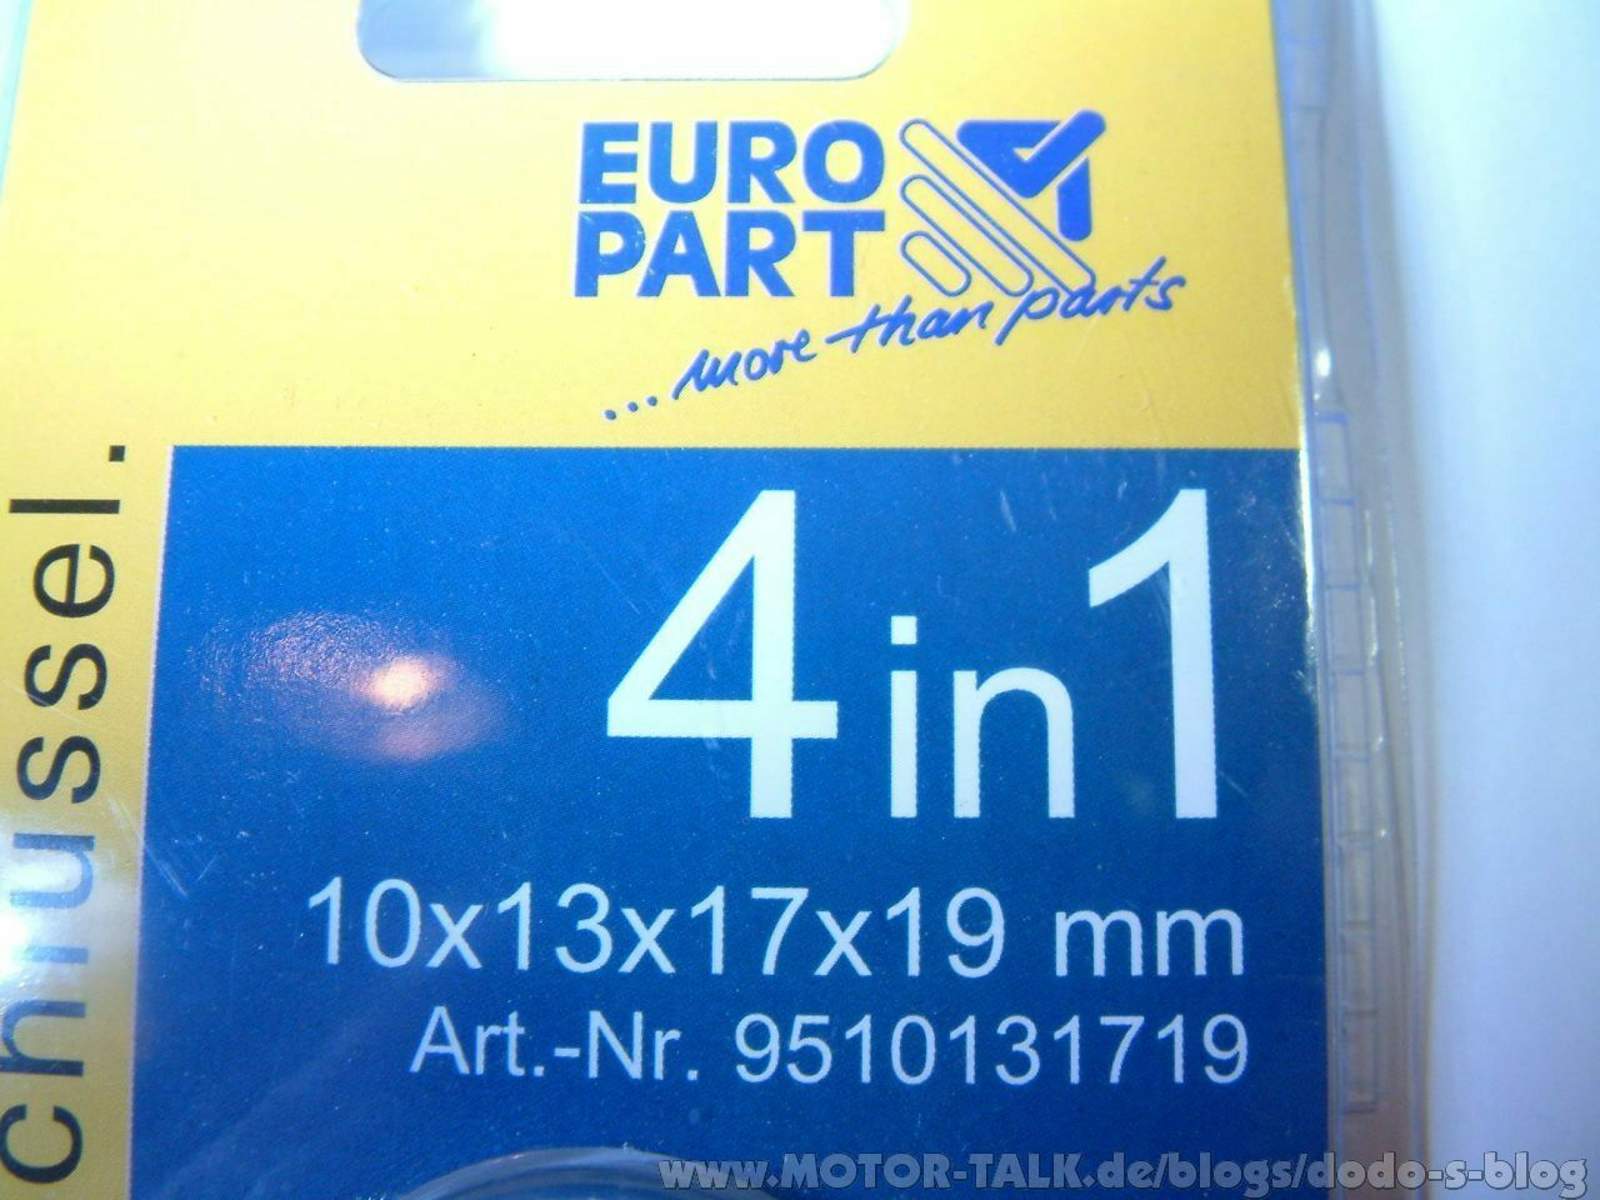 EURO
PART
...more than parts
4in1
10x13x17x19 mm
Art.-Nr. 9510131719
chlüssel.
www.MOTOR-TALK.de/blogs/dodo-s-blog